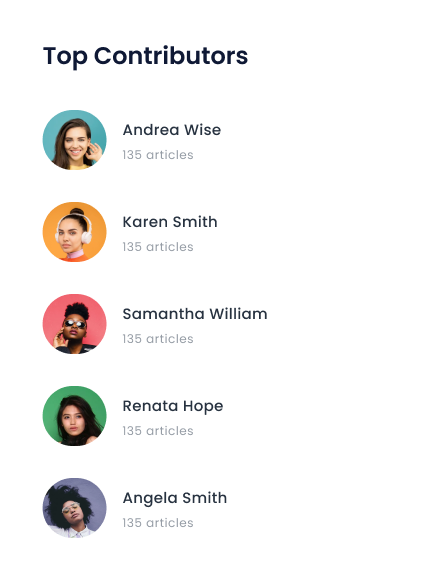 Top Contributors
Andrea Wise
135 articles
Karen Smith
135 articles
Samantha William
135 articles
Renata Hope
135 articles
Angela Smith
135 articles